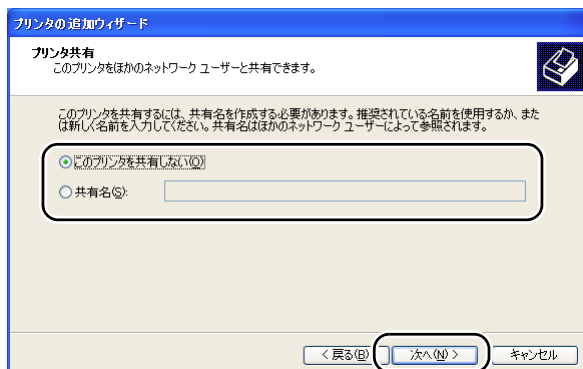 プリンタの追加ウィザード
プリンタ共有
このプリンタをほかのネットワーク ユーザーと共有できます。
このプリンタを共有するには、共有名を作成する必要があります。推奨されている名前を使用するか、また
は新しく名前を入力してください。共有名はほかのネットワーク ユーザーによって参照されます。
このプリンタを共有しない(O)
共有名(S):
< 戻る(B)
次へ(N) >
キャンセル